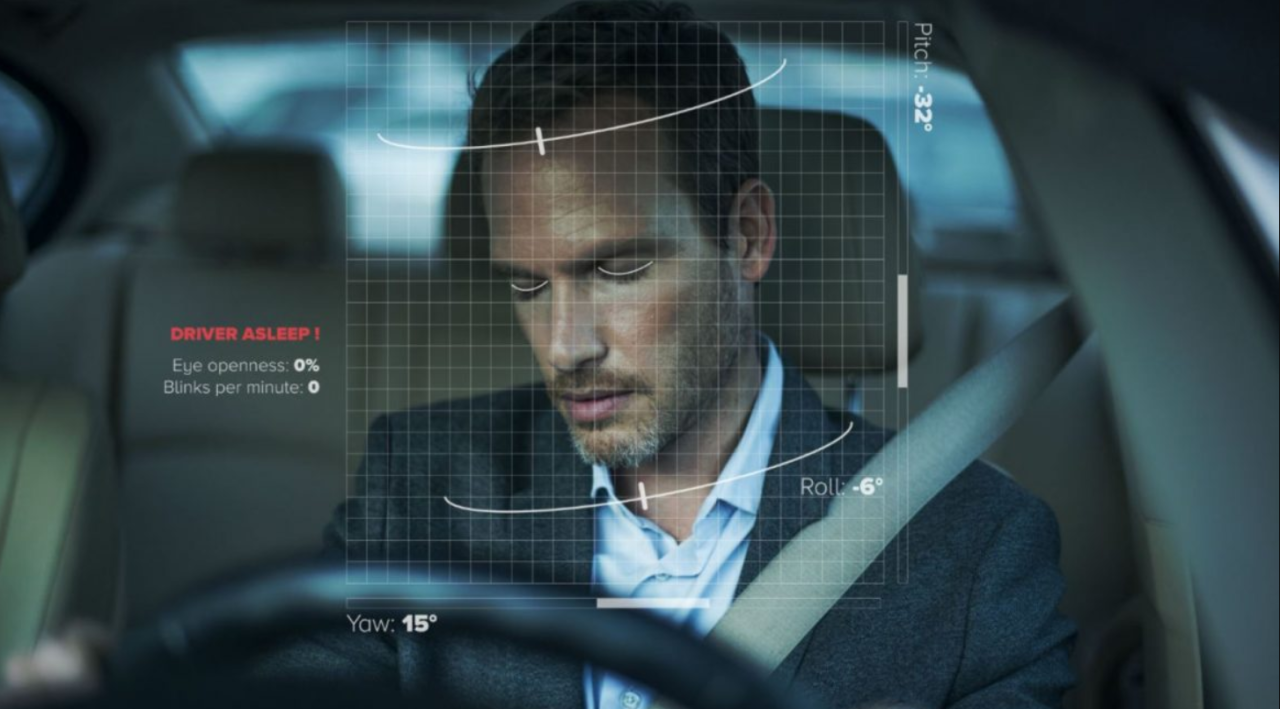 Pitch: -32°
DRIVER ASLEEP !
Eye openness: 0%
Blinks per minute: 0
Roll: -6°
Yaw: 15°